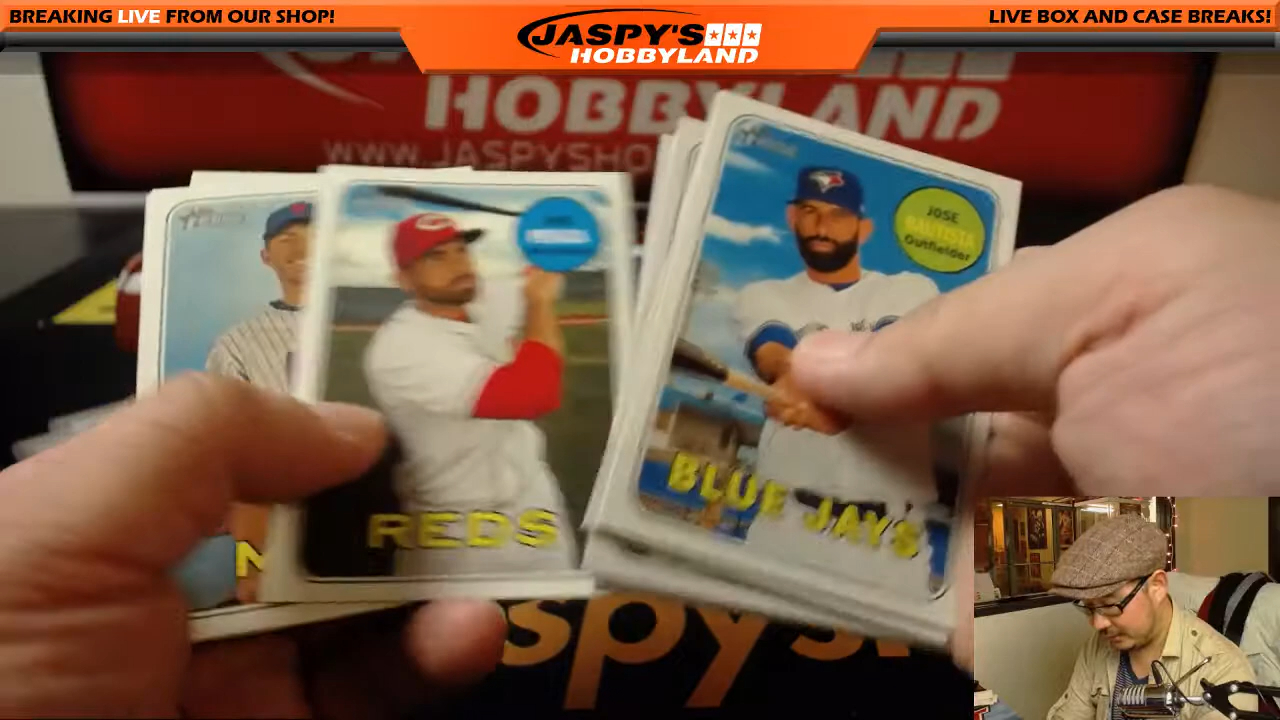 BREAKING LIVE FROM OUR SHOP!
JASPY'S
HOBBYLAND
LIVE BOX AND CASE BREAKS!
HOBBYLAND
WWW.JASPYSHO
JOSE
BAUTISTA
Outfielder
BLUE JAYS
REDS
N